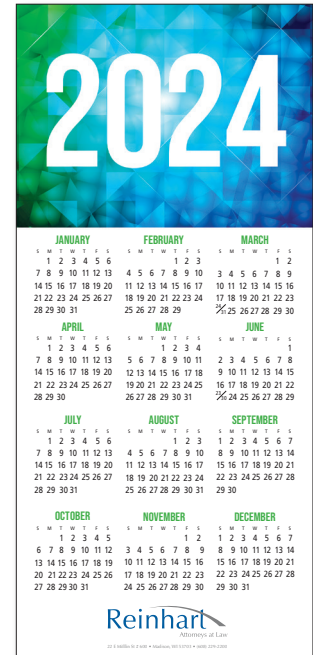 2024
JANUARY FEBRUARY MARCH
S M T W T F S S M T W T F S S M T W T F S
1 2 3 4 5 6 1 2 3 1 2
7 8 9 10 11 12 13 4 5 6 7 8 9 10 3 4 5 6 7 8 9
14 15 16 17 18 19 20 11 12 13 14 15 16 17 10 11 12 13 14 15 16
21 22 23 24 25 26 27 18 19 20 21 22 23 24 17 18 19 20 21 22 23
28 29 30 31 25 26 27 28 29 24/31 25 26 27 28 29 30
APRIL MAY JUNE
S M T W T F S S M T W T F S S M T W T F S
1 2 3 4 5 6 1 2 3 4 1
7 8 9 10 11 12 13 5 6 7 8 9 10 11 2 3 4 5 6 7 8
14 15 16 17 18 19 20 12 13 14 15 16 17 18 9 10 11 12 13 14 15
21 22 23 24 25 26 27 19 20 21 22 23 24 25 16 17 18 19 20 21 22
28 29 30 26 27 28 29 30 31 23/30 24 25 26 27 28 29
JULY AUGUST SEPTEMBER
S M T W T F S S M T W T F S S M T W T F S
1 2 3 4 5 6 1 2 3 1 2 3 4 5 6 7
7 8 9 10 11 12 13 4 5 6 7 8 9 10 8 9 10 11 12 13 14
14 15 16 17 18 19 20 11 12 13 14 15 16 17 15 16 17 18 19 20 21
21 22 23 24 25 26 27 18 19 20 21 22 23 24 22 23 24 25 26 27 28
28 29 30 31 25 26 27 28 29 30 31 29 30
OCTOBER NOVEMBER DECEMBER
S M T W T F S S M T W T F S S M T W T F S
1 2 3 4 5 1 2 1 2 3 4 5 6 7
6 7 8 9 10 11 12 3 4 5 6 7 8 9 8 9 10 11 12 13 14
13 14 15 16 17 18 19 10 11 12 13 14 15 16 15 16 17 18 19 20 21
20 21 22 23 24 25 26 17 18 19 20 21 22 23 22 23 24 25 26 27 28
27 28 29 30 31 24 25 26 27 28 29 30 29 30 31
Reinhart
Attorneys at Law